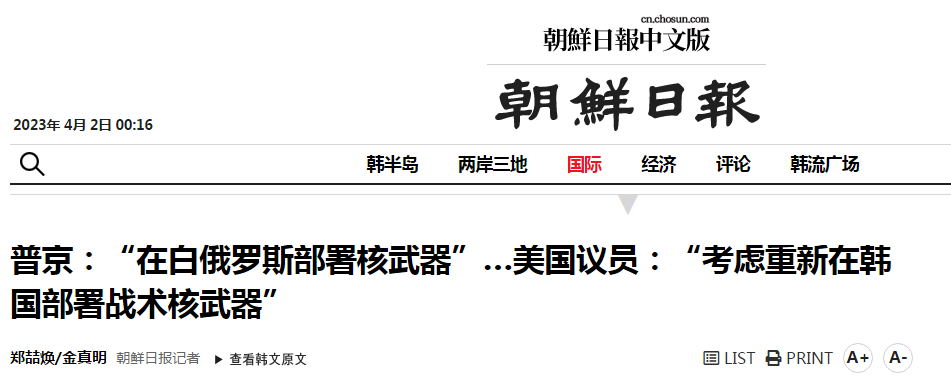 cn.chosun.com
朝鮮日報中文版
朝鮮日報
2023年 4月 2日 00:16
韩半岛 两岸三地 国际 经济 评论 韩流广场
普京：“在白俄罗斯部署核武器”...美国议员：“考虑重新在韩
国部署战术核武器”
郑喆焕/金真明 朝鲜日报记者 ▶ 查看韩文原文 LIST PRINT A+ A-